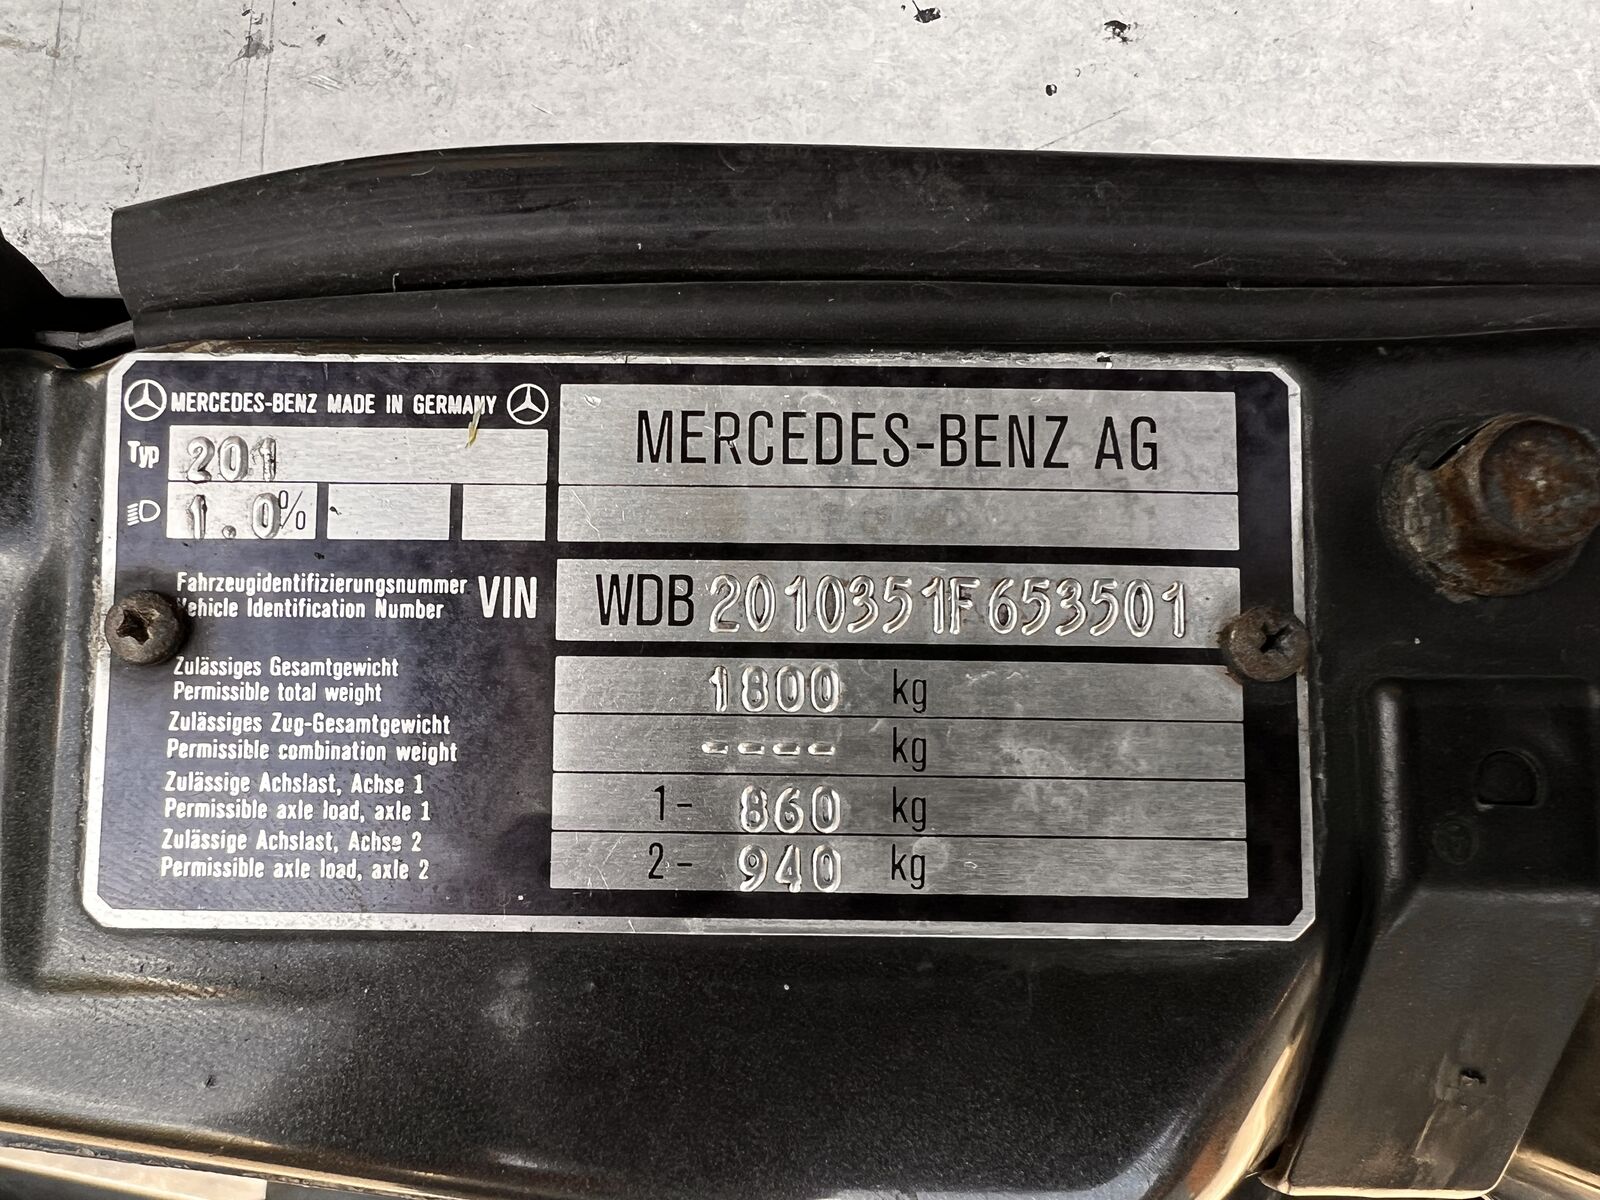 MERCEDES-BENZ MADE IN GERMANY
MERCEDES-BENZ AG
Typ 201
1.0%
Fahrzeugidentifizierungsnummer
Vehicle Identification Number
VIN WDB 2010351F653501
Zulässiges Gesamtgewicht
Permissible total weight
1800 kg
Zulässiges Zug-Gesamtgewicht
Permissible combination weight
---- kg
Zulässige Achslast, Achse 1
Permissible axle load, axle 1
1- 860 kg
Zulässige Achslast, Achse 2
Permissible axle load, axle 2
2- 940 kg